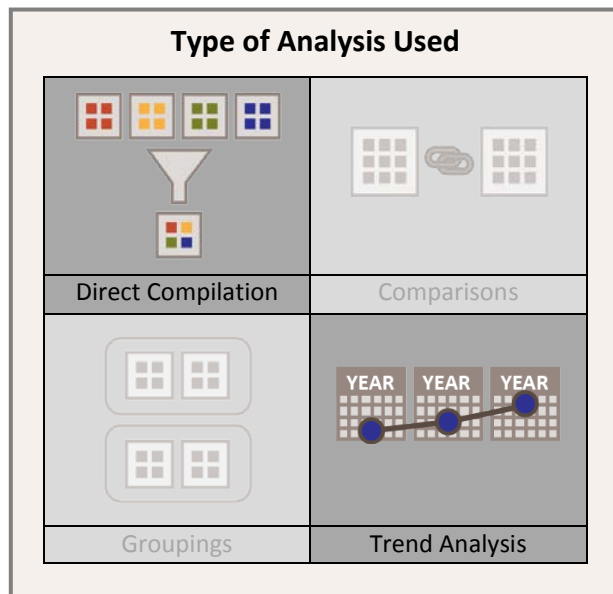 Type of Analysis Used
Direct Compilation
Comparisons
YEAR YEAR YEAR
Groupings
Trend Analysis